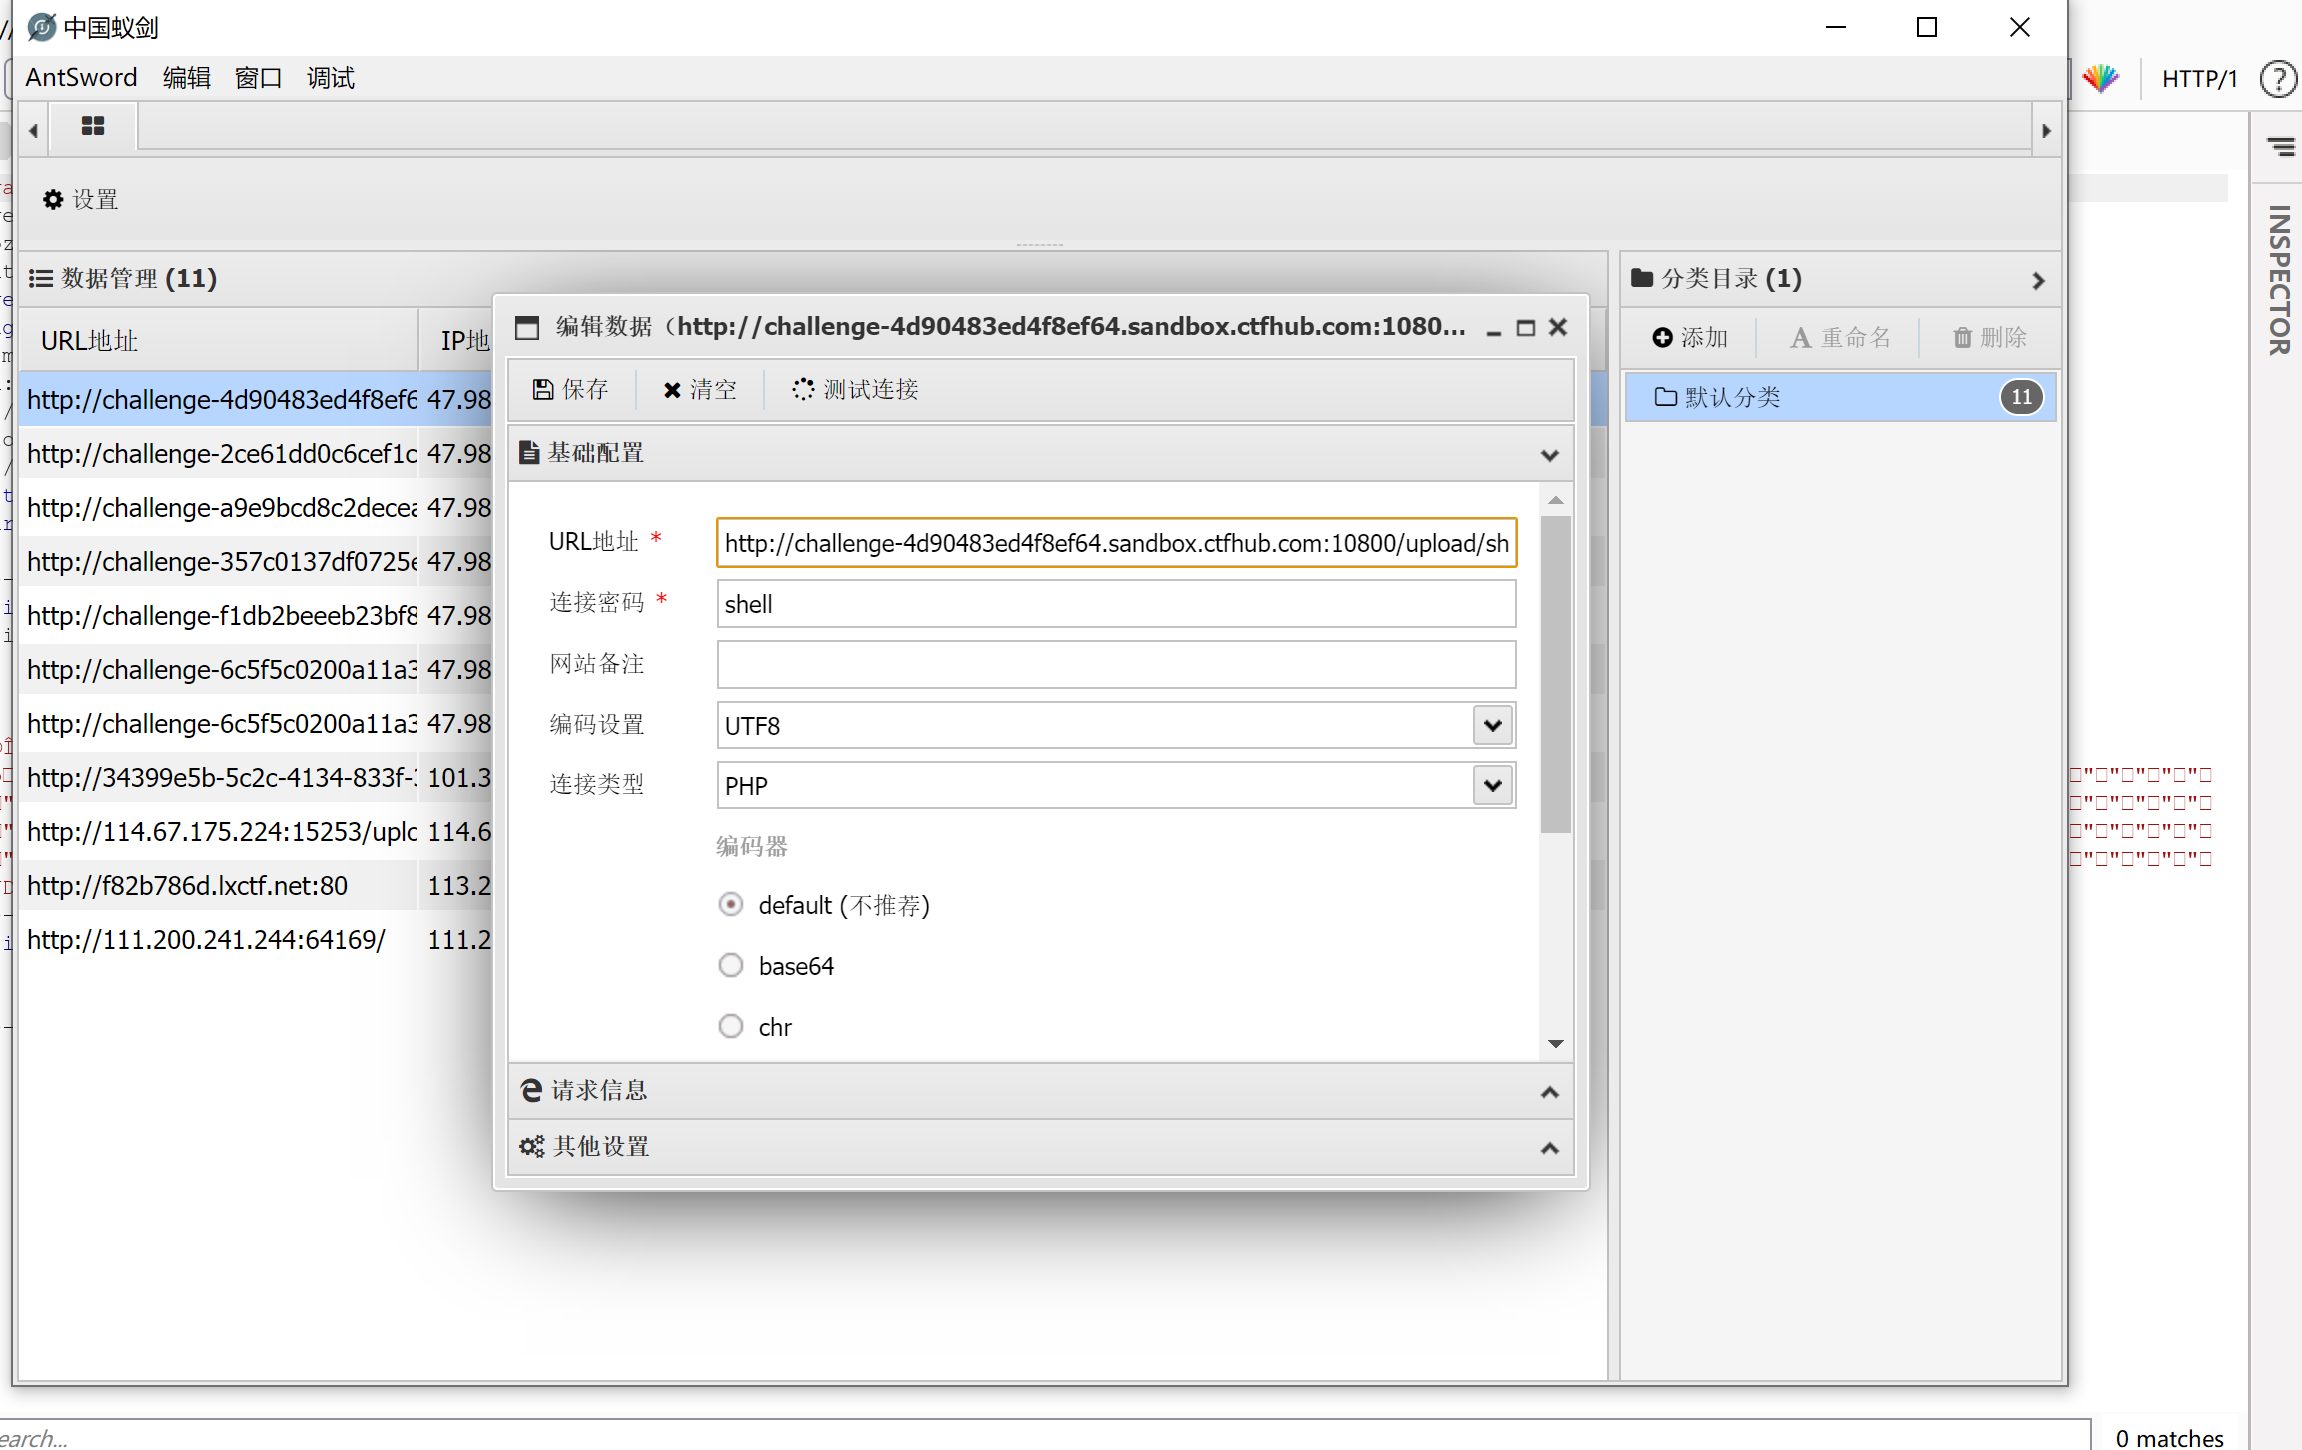 中国蚁剑
AntSword 编辑 窗口 调试
HTTP/1
设置
INSPECTOR
数据管理 (11)
URL地址 IP地
http://challenge-4d90483ed4f8ef6 47.98
http://challenge-2ce61dd0c6cef1c 47.98
http://challenge-a9e9bcd8c2decea 47.98
http://challenge-357c0137df0725e 47.98
http://challenge-f1db2beeeb23bf8 47.98
http://challenge-6c5f5c0200a11a3 47.98
http://challenge-6c5f5c0200a11a3 47.98
http://34399e5b-5c2c-4134-833f- 101.3
http://114.67.175.224:15253/uplo 114.6
http://f82b786d.lxctf.net:80 113.2
http://111.200.241.244:64169/ 111.2
编辑数据（http://challenge-4d90483ed4f8ef64.sandbox.ctfhub.com:1080...
保存 清空 测试连接
基础配置
URL地址 * http://challenge-4d90483ed4f8ef64.sandbox.ctfhub.com:10800/upload/sh
连接密码 * shell
网站备注
编码设置 UTF8
连接类型 PHP
编码器
default (不推荐)
base64
chr
请求信息
其他设置
分类目录 (1)
添加 重命名 删除
默认分类 11
earch...
0 matches